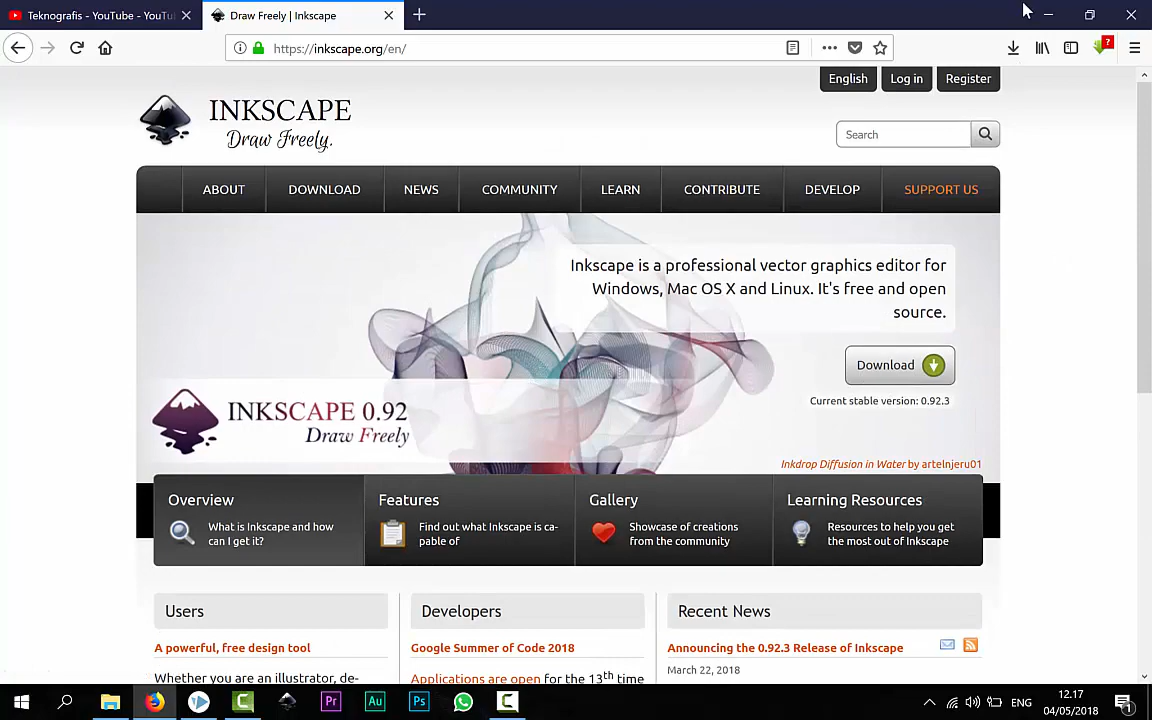 Teknografis - YouTube - YouTu
Draw Freely | Inkscape
https://inkscape.org/en/
English
Log in
Register
INKSCAPE
Draw Freely.
Search
ABOUT
DOWNLOAD
NEWS
COMMUNITY
LEARN
CONTRIBUTE
DEVELOP
SUPPORT US
Inkscape is a professional vector graphics editor for
Windows, Mac OS X and Linux. It's free and open
source.
Download
Current stable version: 0.92.3
INKSCAPE 0.92
Draw Freely
Inkdrop Diffusion in Water by artelnjeru01
Overview
What is Inkscape and how
can I get it?
Features
Find out what Inkscape is ca-
pable of
Gallery
Showcase of creations
from the community
Learning Resources
Resources to help you get
the most out of Inkscape
Users
A powerful, free design tool
Whether you are an illustrator, de-
Developers
Google Summer of Code 2018
Applications are open for the 13th time
Recent News
Announcing the 0.92.3 Release of Inkscape
March 22, 2018
Pr
Au
Ps
ENG
12.17
04/05/2018
1